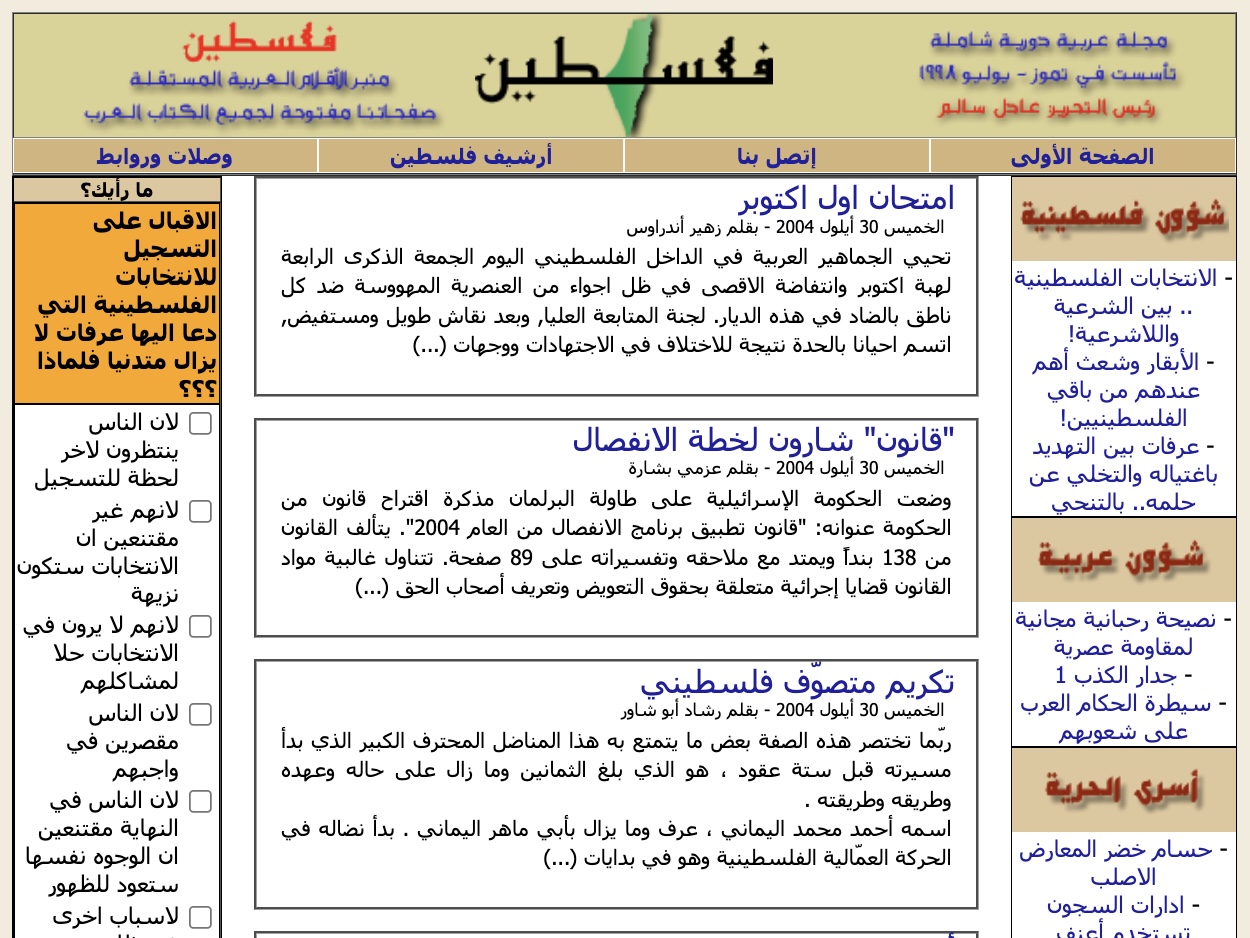 مجلة عربية دورية شاملة
تأسست في تموز - يوليو ١٩٩٨
رئيس التحرير: عادل سالم
فلسطين
فلسطين
منبر الأقلام العربية المستقلة
صفحاتنا مفتوحة لجميع الكتاب العرب
الصفحة الأولى
إتصل بنا
أرشيف فلسطين
وصلات وروابط
شؤون فلسطينية
- الانتخابات الفلسطينية
.. بين الشرعية
واللاشرعية!
- الأبقار وشعث أهم
عندهم من باقي
الفلسطينيين!
- عرفات بين التهديد
باغتياله والتخلي عن
حلمه.. بالتنحي
شؤون عربية
- نصيحة رحبانية مجانية
لمقاومة عصرية
- جدار الكذب 1
- سيطرة الحكام العرب
على شعوبهم
أسرى الحرية
- حسام خضر المعارض
الاصلب
- ادارات السجون
تستخدم أعنف
امتحان اول اكتوبر
الخميس 30 أيلول 2004 - بقلم زهير أندراوس
تحيي الجماهير العربية في الداخل الفلسطيني اليوم الجمعة الذكرى الرابعة
لهبة اكتوبر وانتفاضة الاقصى في ظل اجواء من العنصرية المهووسة ضد كل
ناطق بالضاد في هذه الديار. لجنة المتابعة العليا, وبعد نقاش طويل ومستفيض,
اتسم احيانا بالحدة نتيجة للاختلاف في الاجتهادات ووجهات (...)
"قانون" شارون لخطة الانفصال
الخميس 30 أيلول 2004 - بقلم عزمي بشارة
وضعت الحكومة الإسرائيلية على طاولة البرلمان مذكرة اقتراح قانون من
الحكومة عنوانه: "قانون تطبيق برنامج الانفصال من العام 2004". يتألف القانون
من 138 بنداً ويمتد مع ملاحقه وتفسيراته على 89 صفحة. تتناول غالبية مواد
القانون قضايا إجرائية متعلقة بحقوق التعويض وتعريف أصحاب الحق (...)
تكريم متصوّف فلسطيني
الخميس 30 أيلول 2004 - بقلم رشاد أبو شاور
ربّما تختصر هذه الصفة بعض ما يتمتع به هذا المناضل المحترف الكبير الذي بدأ
مسيرته قبل ستة عقود ، هو الذي بلغ الثمانين وما زال على حاله وعهده
وطريقه وطريقته .
اسمه أحمد محمد اليماني ، عرف وما يزال بأبي ماهر اليماني . بدأ نضاله في
الحركة العمّالية الفلسطينية وهو في بدايات (...)
ما رأيك؟
الاقبال على
التسجيل
للانتخابات
الفلسطينية التي
دعا اليها عرفات لا
يزال متدنيا فلماذا
؟؟؟
لان الناس
ينتظرون لاخر
لحظة للتسجيل
لانهم غير
مقتنعين ان
الانتخابات ستكون
نزيهة
لانهم لا يرون في
الانتخابات حلا
لمشاكلهم
لان الناس
مقصرين في
واجبهم
لان الناس في
النهاية مقتنعين
ان الوجوه نفسها
ستعود للظهور
لاسباب اخرى